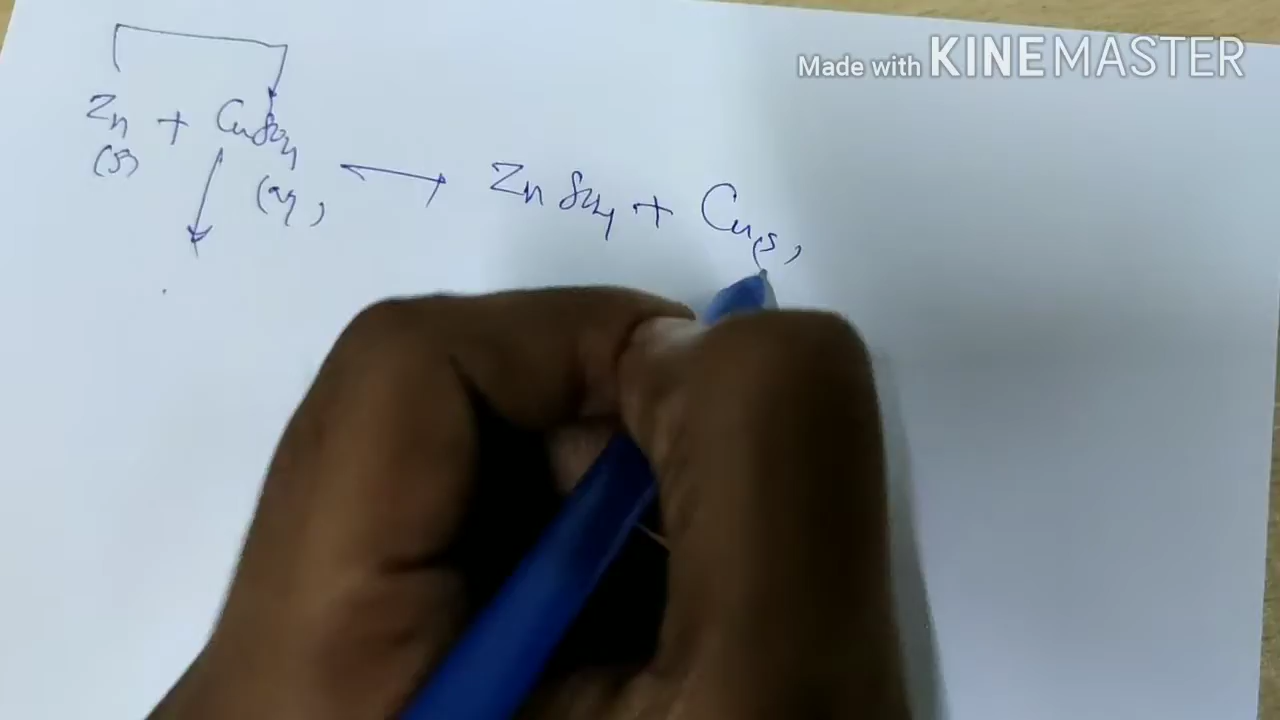 Made with KINEMASTER
Zn + CuSO4 ⟷ ZnSO4 + Cu(s)
(s) (aq)